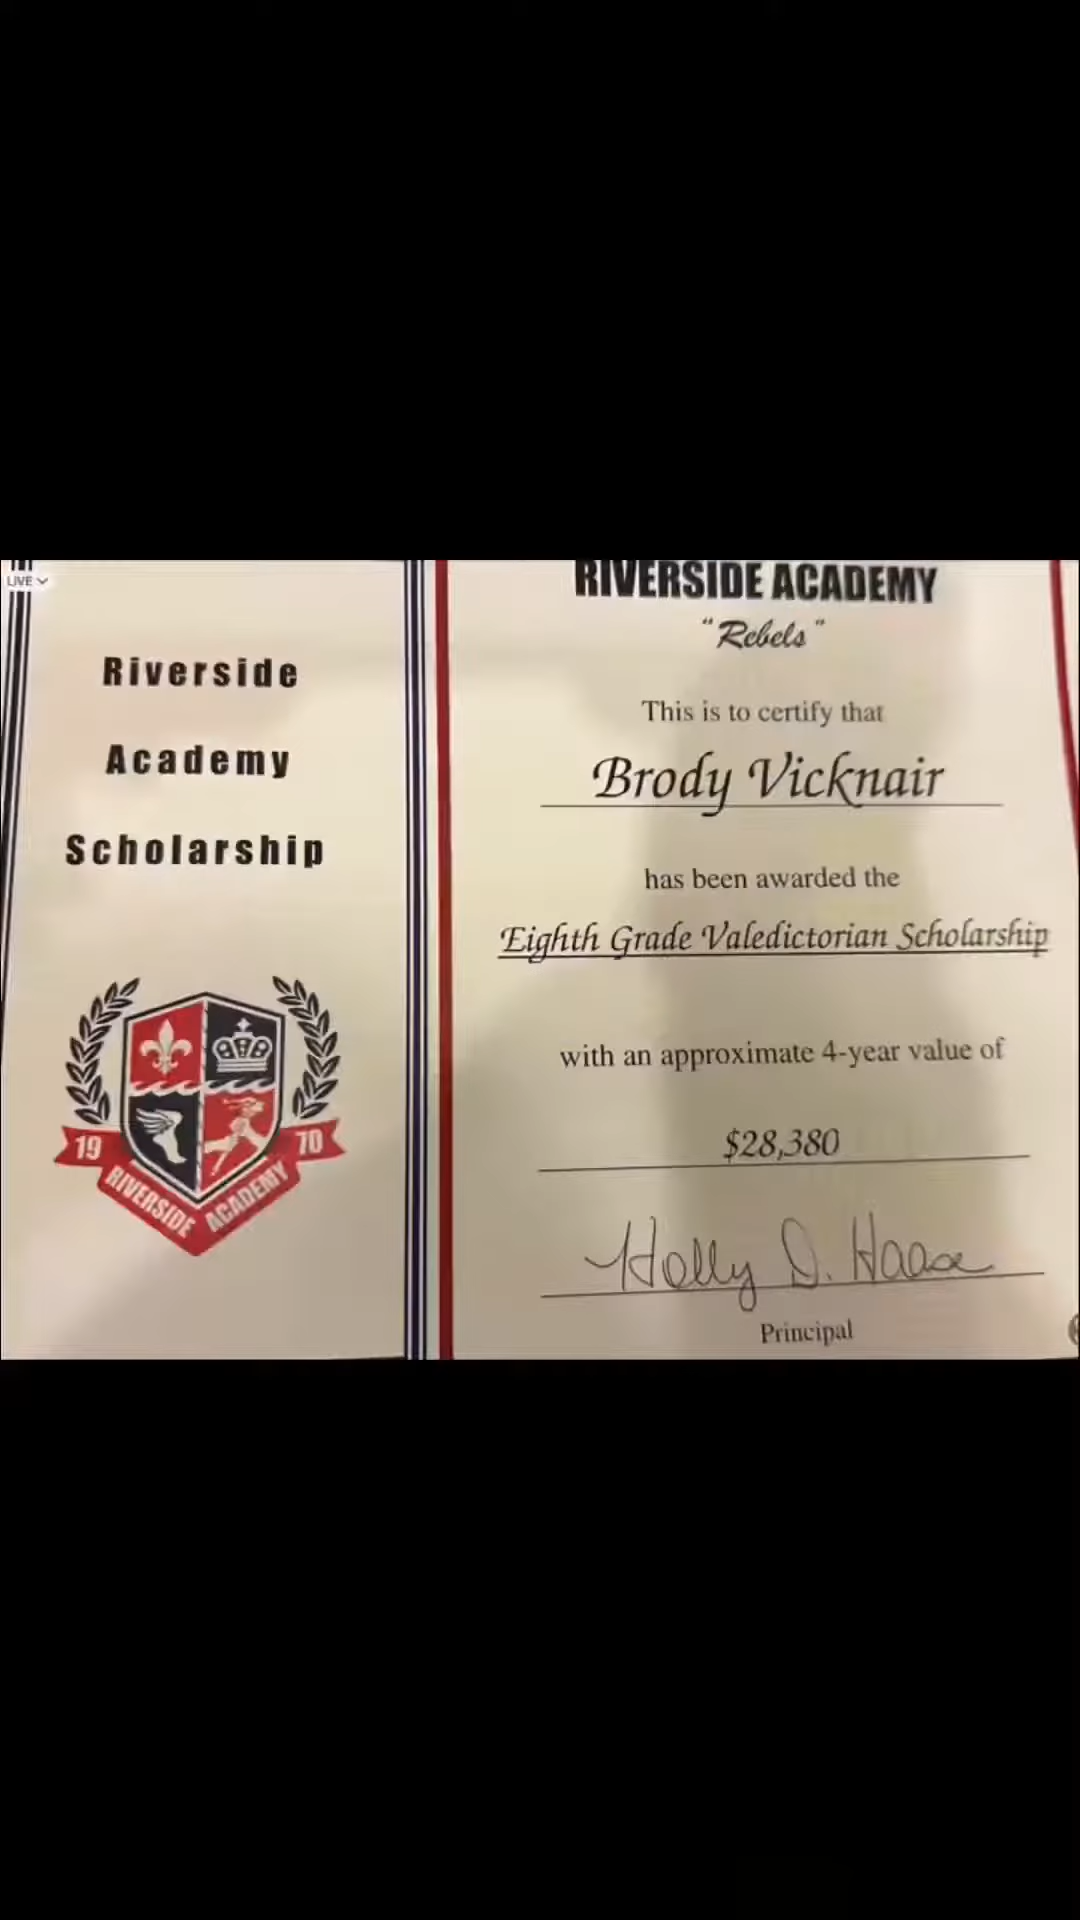 LIVE
Riverside
Academy
Scholarship
19 70
RIVERSIDE ACADEMY
RIVERSIDE ACADEMY
"Rebels"
This is to certify that
Brody Vicknair
has been awarded the
Eighth Grade Valedictorian Scholarship
with an approximate 4-year value of
$28,380
Holly D. Haase
Principal